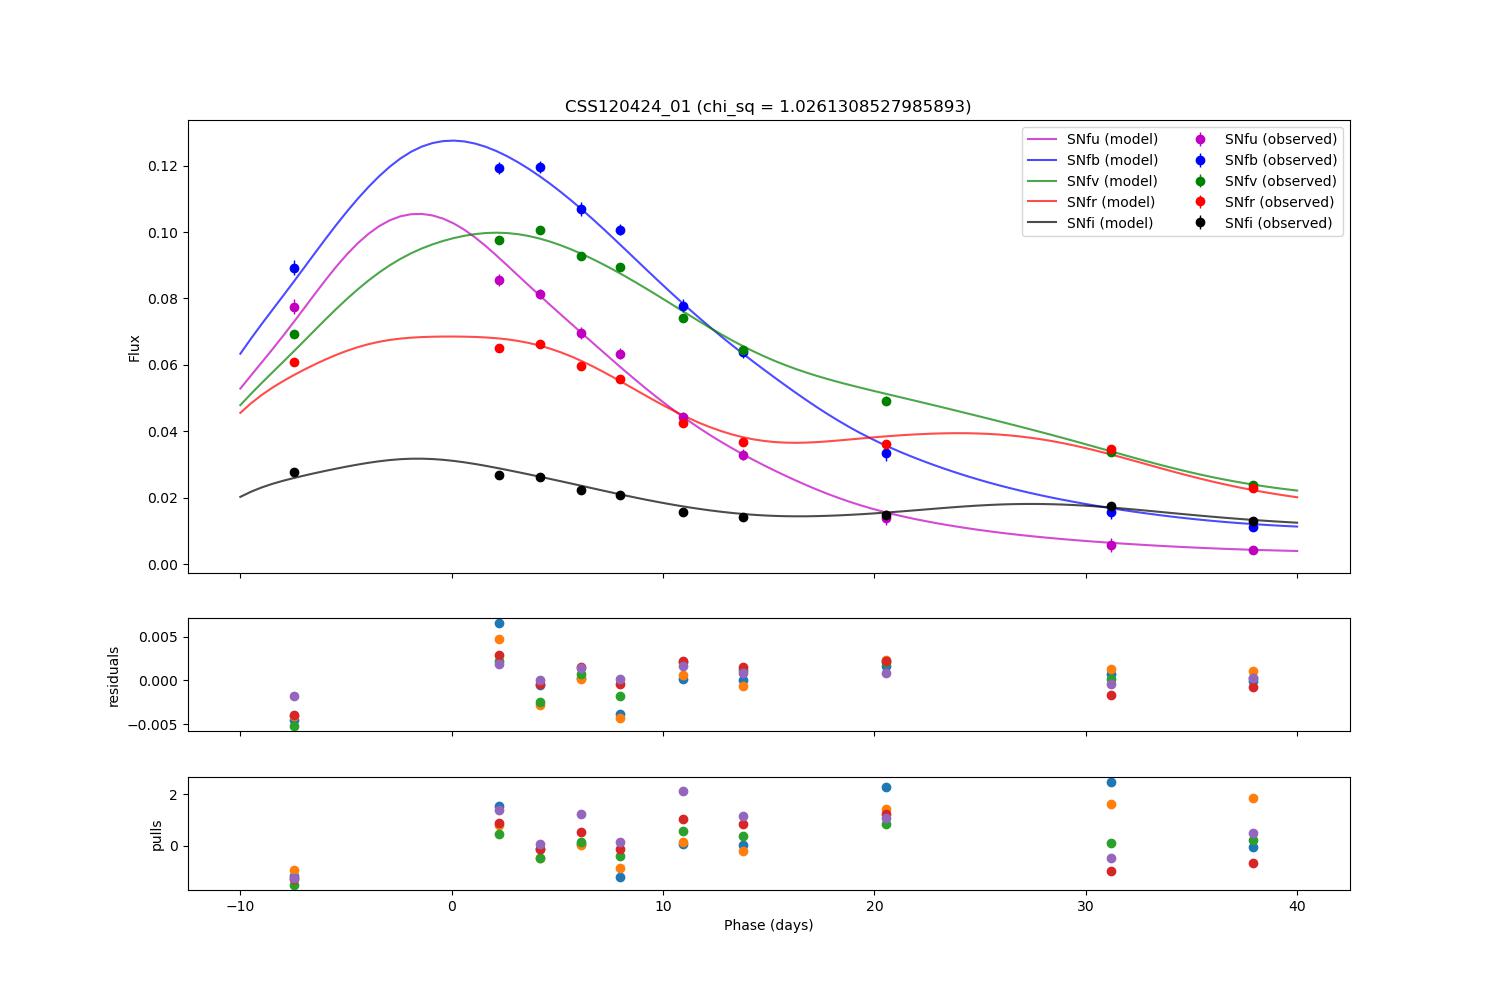 CSS120424_01 (chi_sq = 1.0261308527985893)
SNfu (model) SNfu (observed)
SNfb (model) SNfb (observed)
SNfv (model) SNfv (observed)
SNfr (model) SNfr (observed)
SNfi (model) SNfi (observed)
0.12
0.10
0.08
0.06
0.04
0.02
0.00
Flux
0.005
0.000
−0.005
residuals
2
0
pulls
−10 0 10 20 30 40
Phase (days)